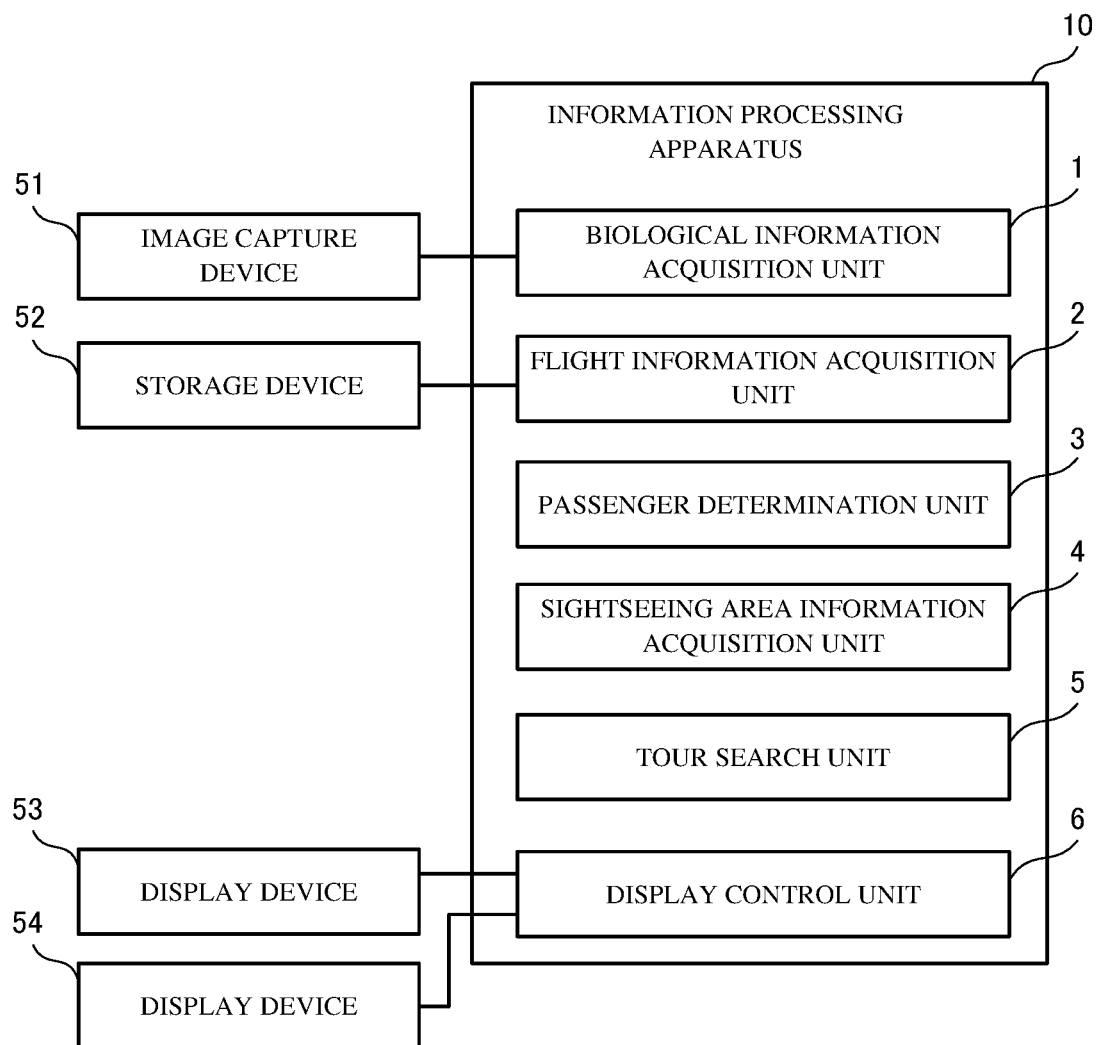 10
INFORMATION PROCESSING
APPARATUS
51
IMAGE CAPTURE
DEVICE
1
BIOLOGICAL INFORMATION
ACQUISITION UNIT
52
STORAGE DEVICE
2
FLIGHT INFORMATION ACQUISITION
UNIT
3
PASSENGER DETERMINATION UNIT
4
SIGHTSEEING AREA INFORMATION
ACQUISITION UNIT
5
TOUR SEARCH UNIT
53
DISPLAY DEVICE
6
DISPLAY CONTROL UNIT
54
DISPLAY DEVICE